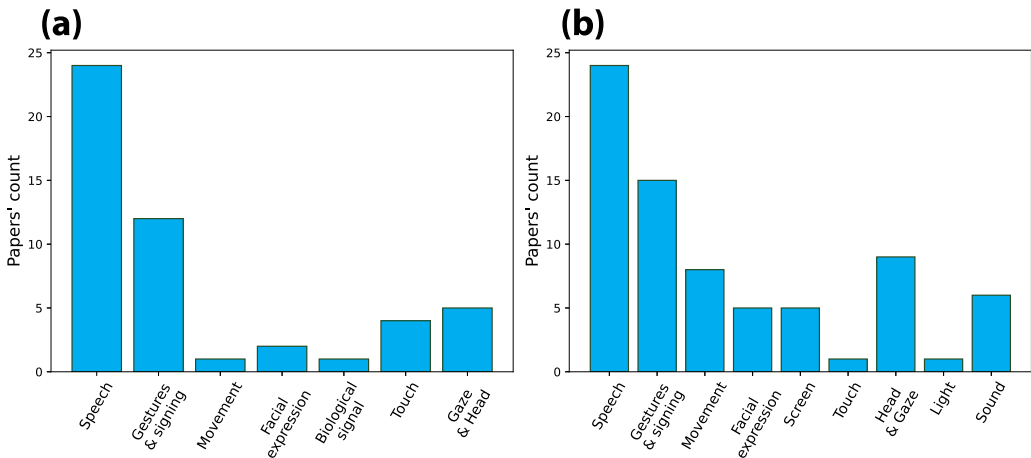 (a)
Papers' count
25
20
15
10
5
0
Speech
Gestures
& signing
Movement
Facial
expression
Biological
signal
Touch
Gaze
& Head
(b)
Papers' count
25
20
15
10
5
0
Speech
Gestures
& signing
Movement
Facial
expression
Screen
Touch
Head
& Gaze
Light
Sound